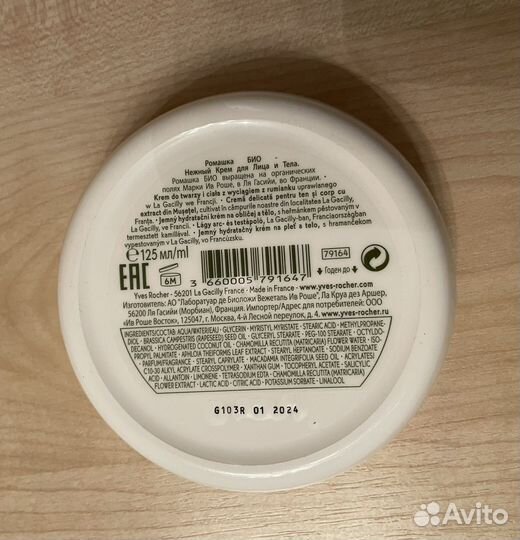 Ромашка БИО
Нежный Крем для Лица и Тела.
Ромашка БИО выращена на органических
полях Марки Ив Роше, в Ля Гасийи, во Франции.
Krem do twarzy i ciała z wyciągiem z rumianku uprawianego
w La Gacilly we Francji. - Cremă delicată pentru ten şi corp cu
extract din Muşeţel, cultivat în câmpurile noastre din localitatea La Gacilly,
Franţa. - Jemný hydratační krém na obličej a tělo, s heřmánkem pěstovaným v
La Gacilly, ve Francii. - Lágy arc- és testápoló, La Gacilly-ban, Franciaországban
termesztett kamillával. - Jemný hydratačný krém na pleť a telo, s harmančekom
vypestovaným v La Gacilly, vo Francúzsku.
EAC 125 мл/ml
6M
3 660005 791647
79164
Годен до
Yves Rocher - 56201 La Gacilly France - Made in France - www.yves-rocher.com
Изготовитель: АО "Лаборатуар де Биоложи Вежеталь Ив Роше", Ла Круа дез Аршер,
56200 Ля Гасийи (Морбиан), Франция. Импортер/Адрес для потребителей: ООО
«Ив Роше Восток», 125047, г. Москва, 4-й Лесной переулок, д. 4. www.yves-rocher.ru
INGREDIENTS/CONSTED: AQUA/WATER/EAU - GLYCERIN - MYRISTYL MYRISTATE - STEARIC ACID - METHYLPROPANE-
DIOL - BRASSICA CAMPESTRIS (RAPESEED) SEED OIL - GLYCERYL STEARATE - PEG-100 STEARATE - OCTYLDO-
DECANOL - HYDROGENATED COCONUT OIL - CHAMOMILLA RECUTITA (MATRICARIA) FLOWER WATER - ISO-
PROPYL PALMITATE - APHLOIA THEIFORMIS LEAF EXTRACT - STEARYL HEPTANOATE - SODIUM BENZOATE
- PARFUM/FRAGRANCE - STEARYL CAPRYLATE - MACADAMIA INTEGRIFOLIA SEED OIL - ACRYLATES/
C10-30 ALKYL ACRYLATE CROSSPOLYMER - XANTHAN GUM - TOCOPHERYL ACETATE - SALICYLIC
ACID - ALLANTOIN - LIMONENE - TETRASODIUM EDTA - CHAMOMILLA RECUTITA (MATRICARIA)
FLOWER EXTRACT - LACTIC ACID - CITRIC ACID - POTASSIUM SORBATE - LINALOOL
G103R 01 2024
Avito